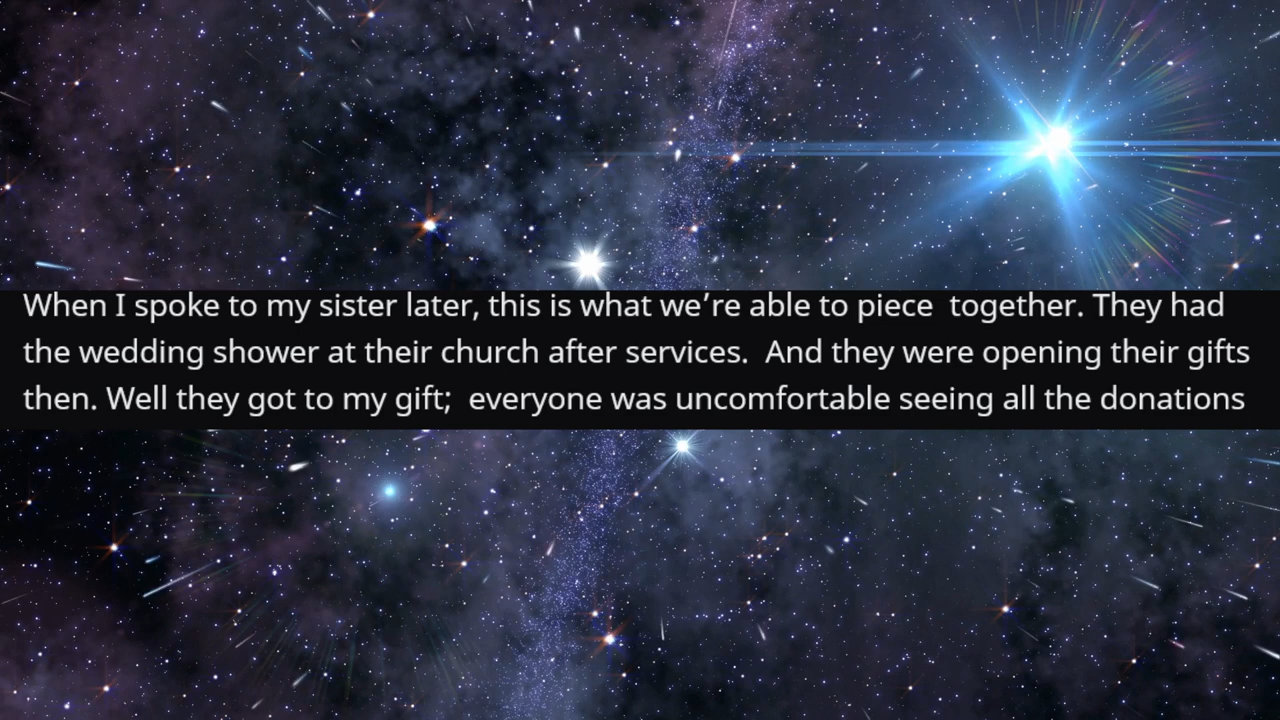 When I spoke to my sister later, this is what we’re able to piece  together. They had
the wedding shower at their church after services.  And they were opening their gifts
then. Well they got to my gift;  everyone was uncomfortable seeing all the donations